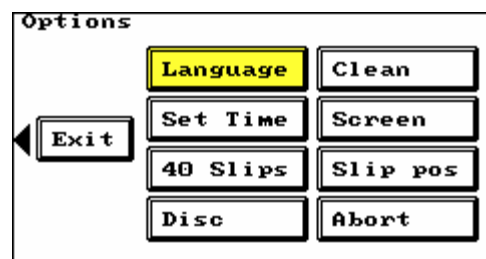 Options
Language Clean
Set Time Screen
Exit
40 Slips Slip pos
Disc Abort